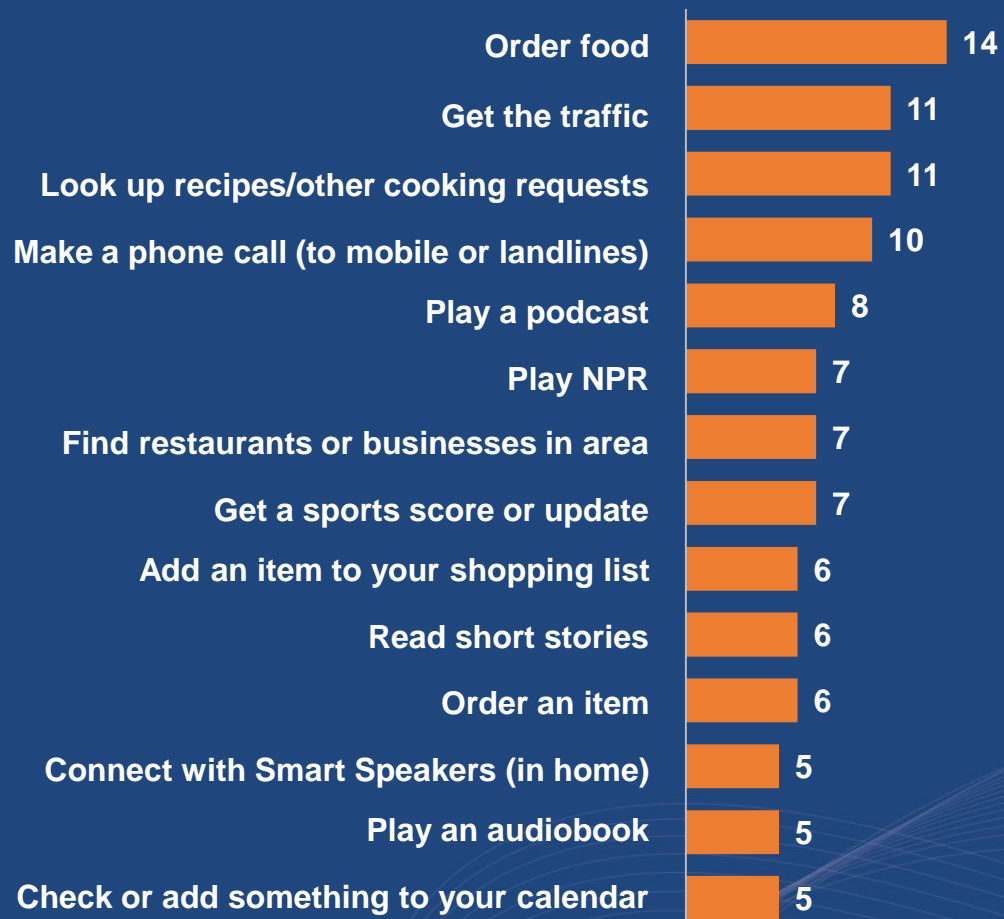 Order food 14
Get the traffic 11
Look up recipes/other cooking requests 11
Make a phone call (to mobile or landlines) 10
Play a podcast 8
Play NPR 7
Find restaurants or businesses in area 7
Get a sports score or update 7
Add an item to your shopping list 6
Read short stories 6
Order an item 6
Connect with Smart Speakers (in home) 5
Play an audiobook 5
Check or add something to your calendar 5